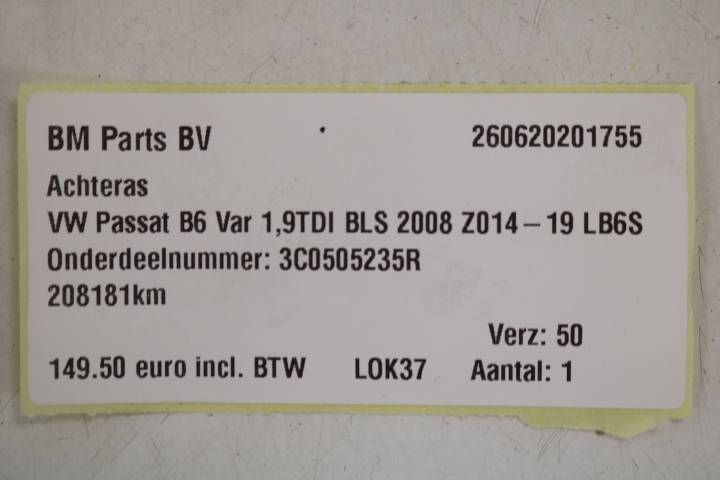 BM Parts BV 260620201755
Achteras
VW Passat B6 Var 1,9TDI BLS 2008 Z014-19 LB6S
Onderdeelnummer: 3C0505235R
208181km
Verz: 50
149.50 euro incl. BTW LOK37 Aantal: 1